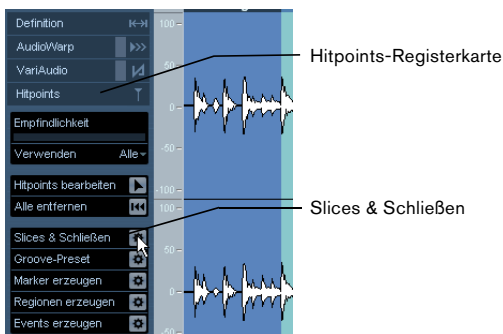 Definition
AudioWarp
VariAudio
Hitpoints
Empfindlichkeit
Verwenden Alle
Hitpoints bearbeiten
Alle entfernen
Slices & Schließen
Groove-Preset
Marker erzeugen
Regionen erzeugen
Events erzeugen
100
50
0
-50
-100
50
0
-50
Hitpoints-Registerkarte
Slices & Schließen